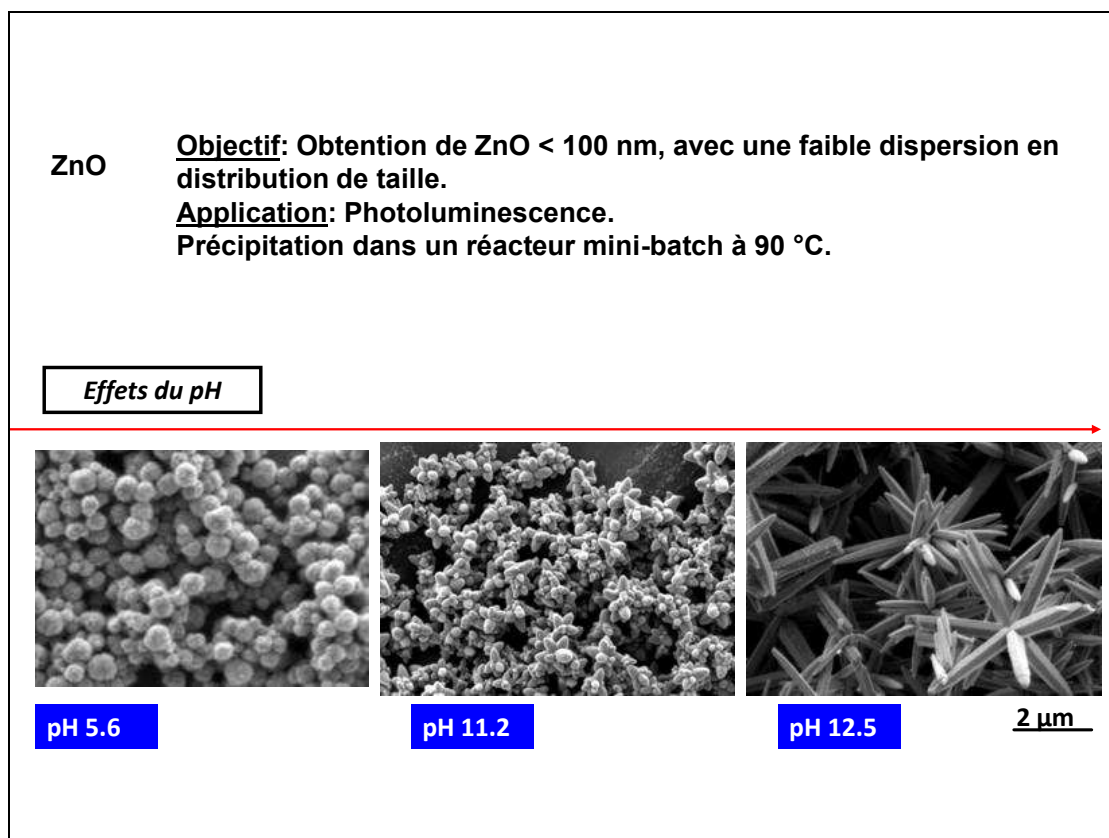 ZnO
Objectif: Obtention de ZnO < 100 nm, avec une faible dispersion en
distribution de taille.
Application: Photoluminescence.
Précipitation dans un réacteur mini-batch à 90 °C.
Effets du pH
pH 5.6
pH 11.2
pH 12.5
2 µm